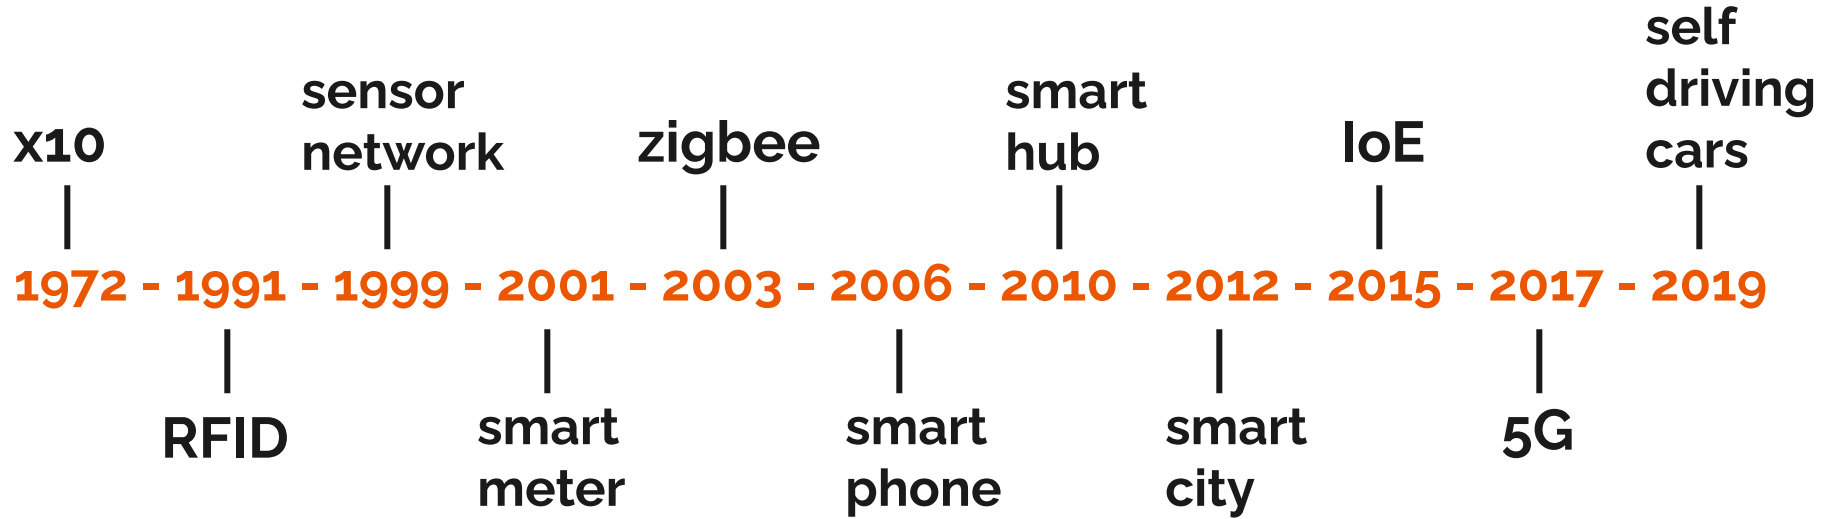 self
driving
cars
sensor
network
smart
hub
x10
zigbee
IoE
1972 - 1991 - 1999 - 2001 - 2003 - 2006 - 2010 - 2012 - 2015 - 2017 - 2019
RFID
smart
meter
smart
phone
smart
city
5G